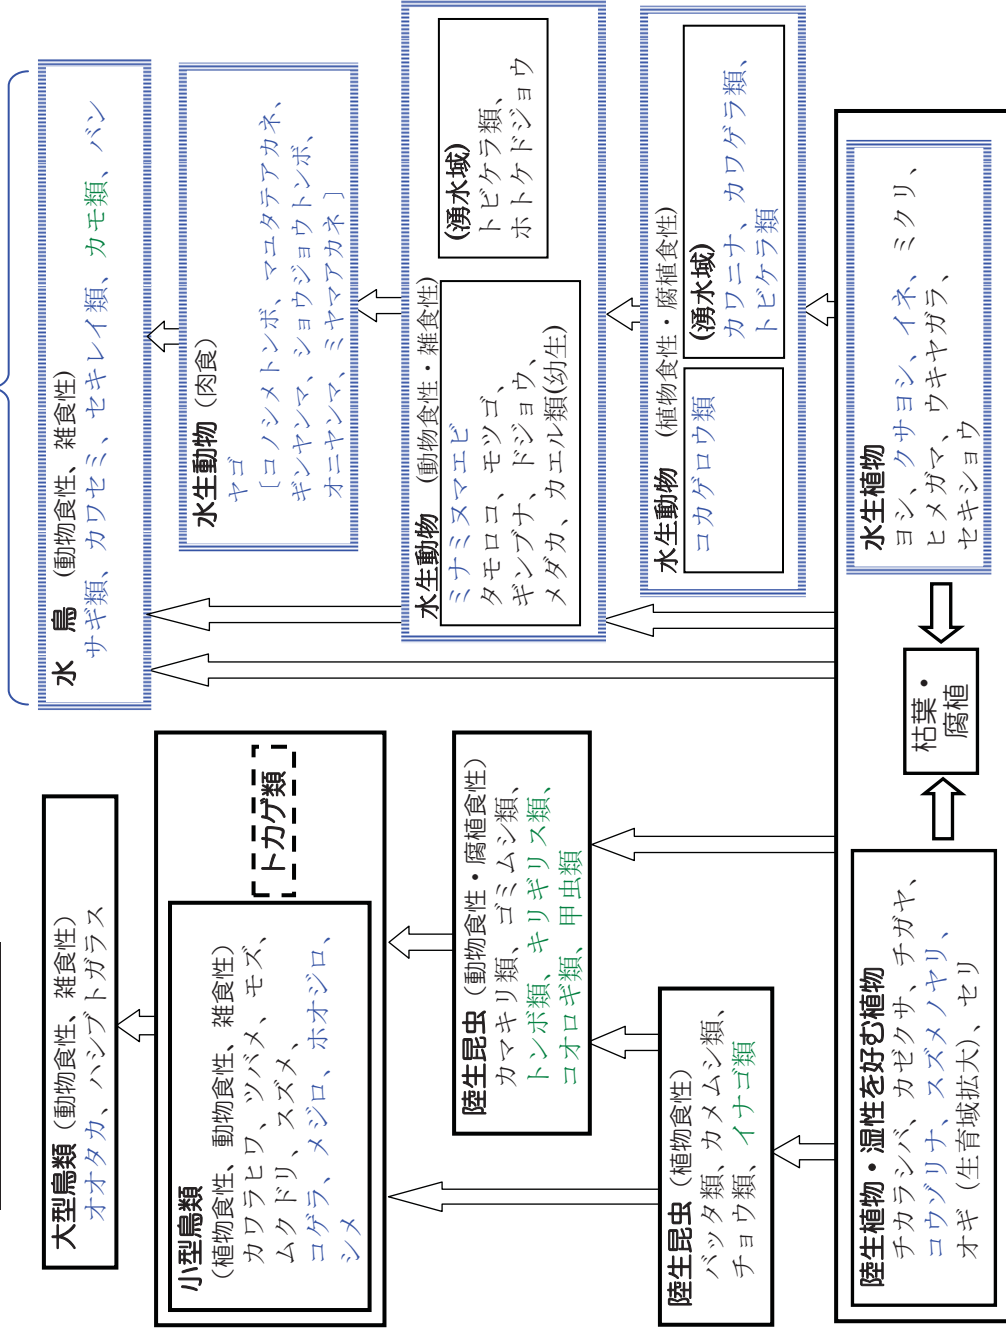 大型鳥類（動物食性、雑食性）
オオタカ、ハシブトガラス
小型鳥類
（植物食性、動物食性、雑食性）
カワラヒワ、ツバメ、モズ、
ムクドリ、スズメ、
コゲラ、メジロ、ホオジロ、
シメ
トカゲ類
陸生昆虫（動物食性・腐植食性）
カマキリ類、ゴミムシ類、
トンボ類、キリギリス類、
コオロギ類、甲虫類
陸生昆虫（植物食性）
バッタ類、カメムシ類、
チョウ類、イナゴ類
陸生植物・湿性を好む植物
チカラシバ、カゼクサ、チガヤ、
コウゾリナ、スズメノヤリ、
オギ（生育域拡大）、セリ
枯葉・
腐植
水　鳥　（動物食性、雑食性）
サギ類、カワセミ、セキレイ類、カモ類、バン
水生動物（肉食）
ヤゴ
〔コノシメトンボ、マユタテアカネ、
ギンヤンマ、ショウジョウトンボ、
オニヤンマ、ミヤマアカネ〕
水生動物　（動物食性・雑食性）
ミナミヌマエビ
タモロコ、モツゴ、
ギンブナ、ドジョウ、
メダカ、カエル類(幼生)
(湧水域)
トビケラ類、
ホトケドジョウ
水生動物　（植物食性・腐植食性）
コカゲロウ類
(湧水域)
カワニナ、カワゲラ類、
トビケラ類
水生植物
ヨシ、クサヨシ、イネ、ミクリ、
ヒメガマ、ウキヤガラ、
セキショウ